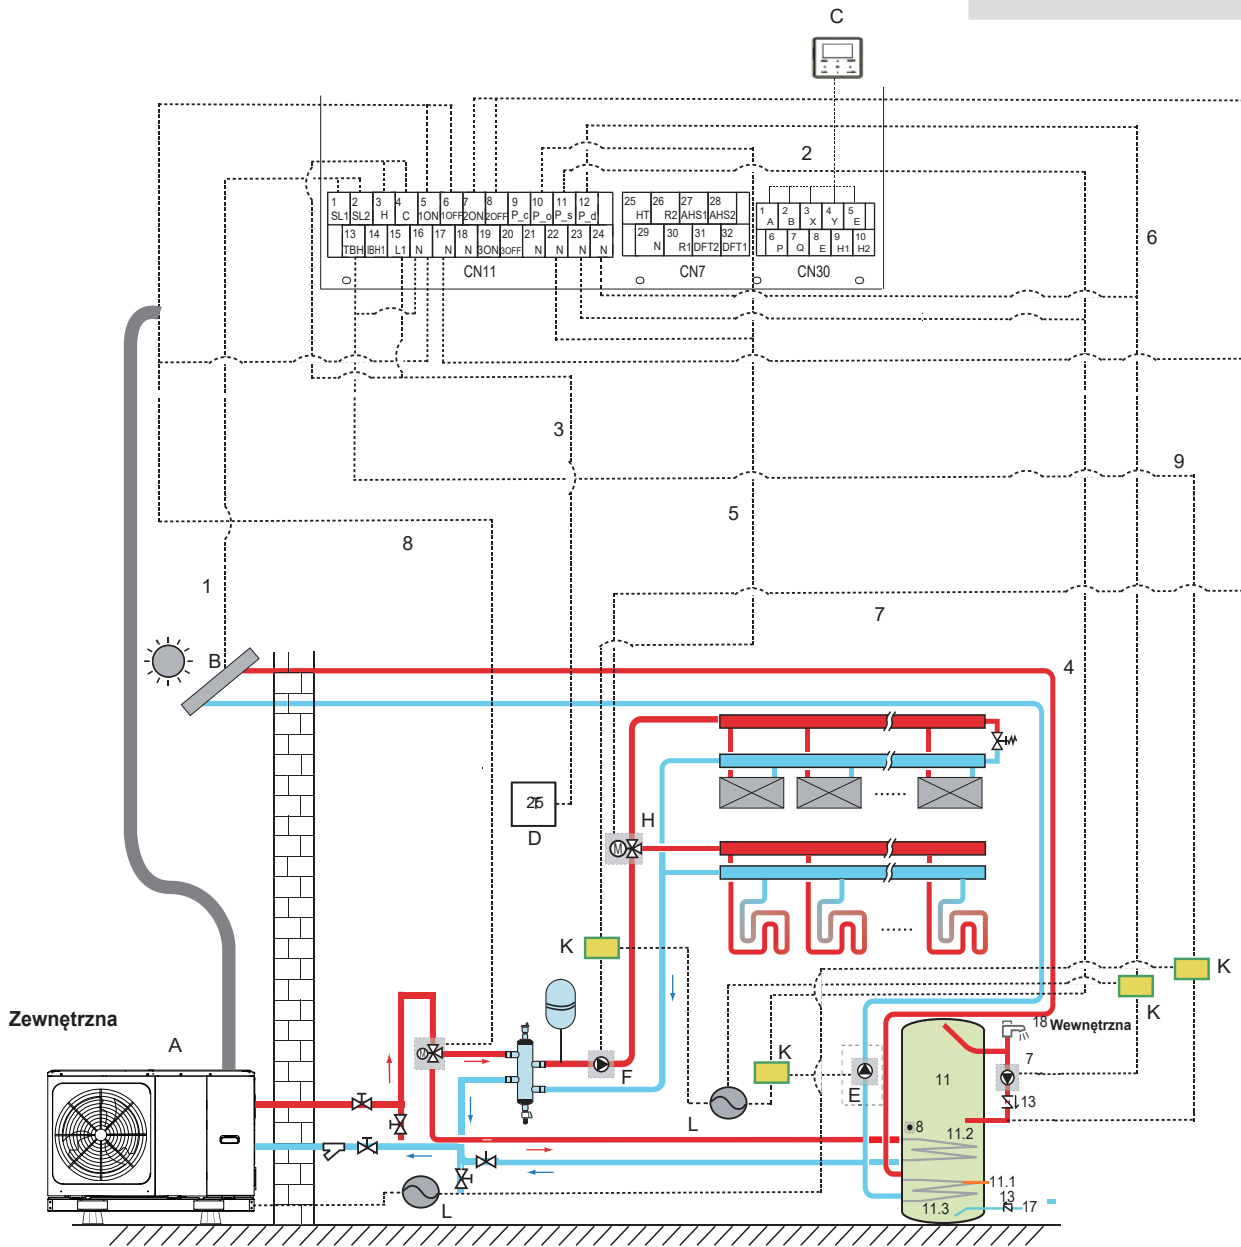 C
2
1 2 3 4 5 6 7 8 9 10 11 12
SL1 SL2 H C 1ON 1OFF 2ON 2OFF P_c P_o P_s P_d
13 14 15 16 17 18 19 20 21 22 23 24
TBH IBH1 L1 N N N 3ON 3OFF N N N N
CN11
25 26 27 28
HT R2 AHS1 AHS2
29 30 31 32
N R1 DFT2 DFT1
CN7
1 2 3 4 5
A B X Y E
6 7 8 9 10
P Q E H1 H2
CN30
6
3
9
5
8
1
7
B
4
D
H
K
K
K
Zewnętrzna
A
18 Wewnętrzna
7
F
K
11
E
L
13
8
11.2
11.1
13
11.3
17
L